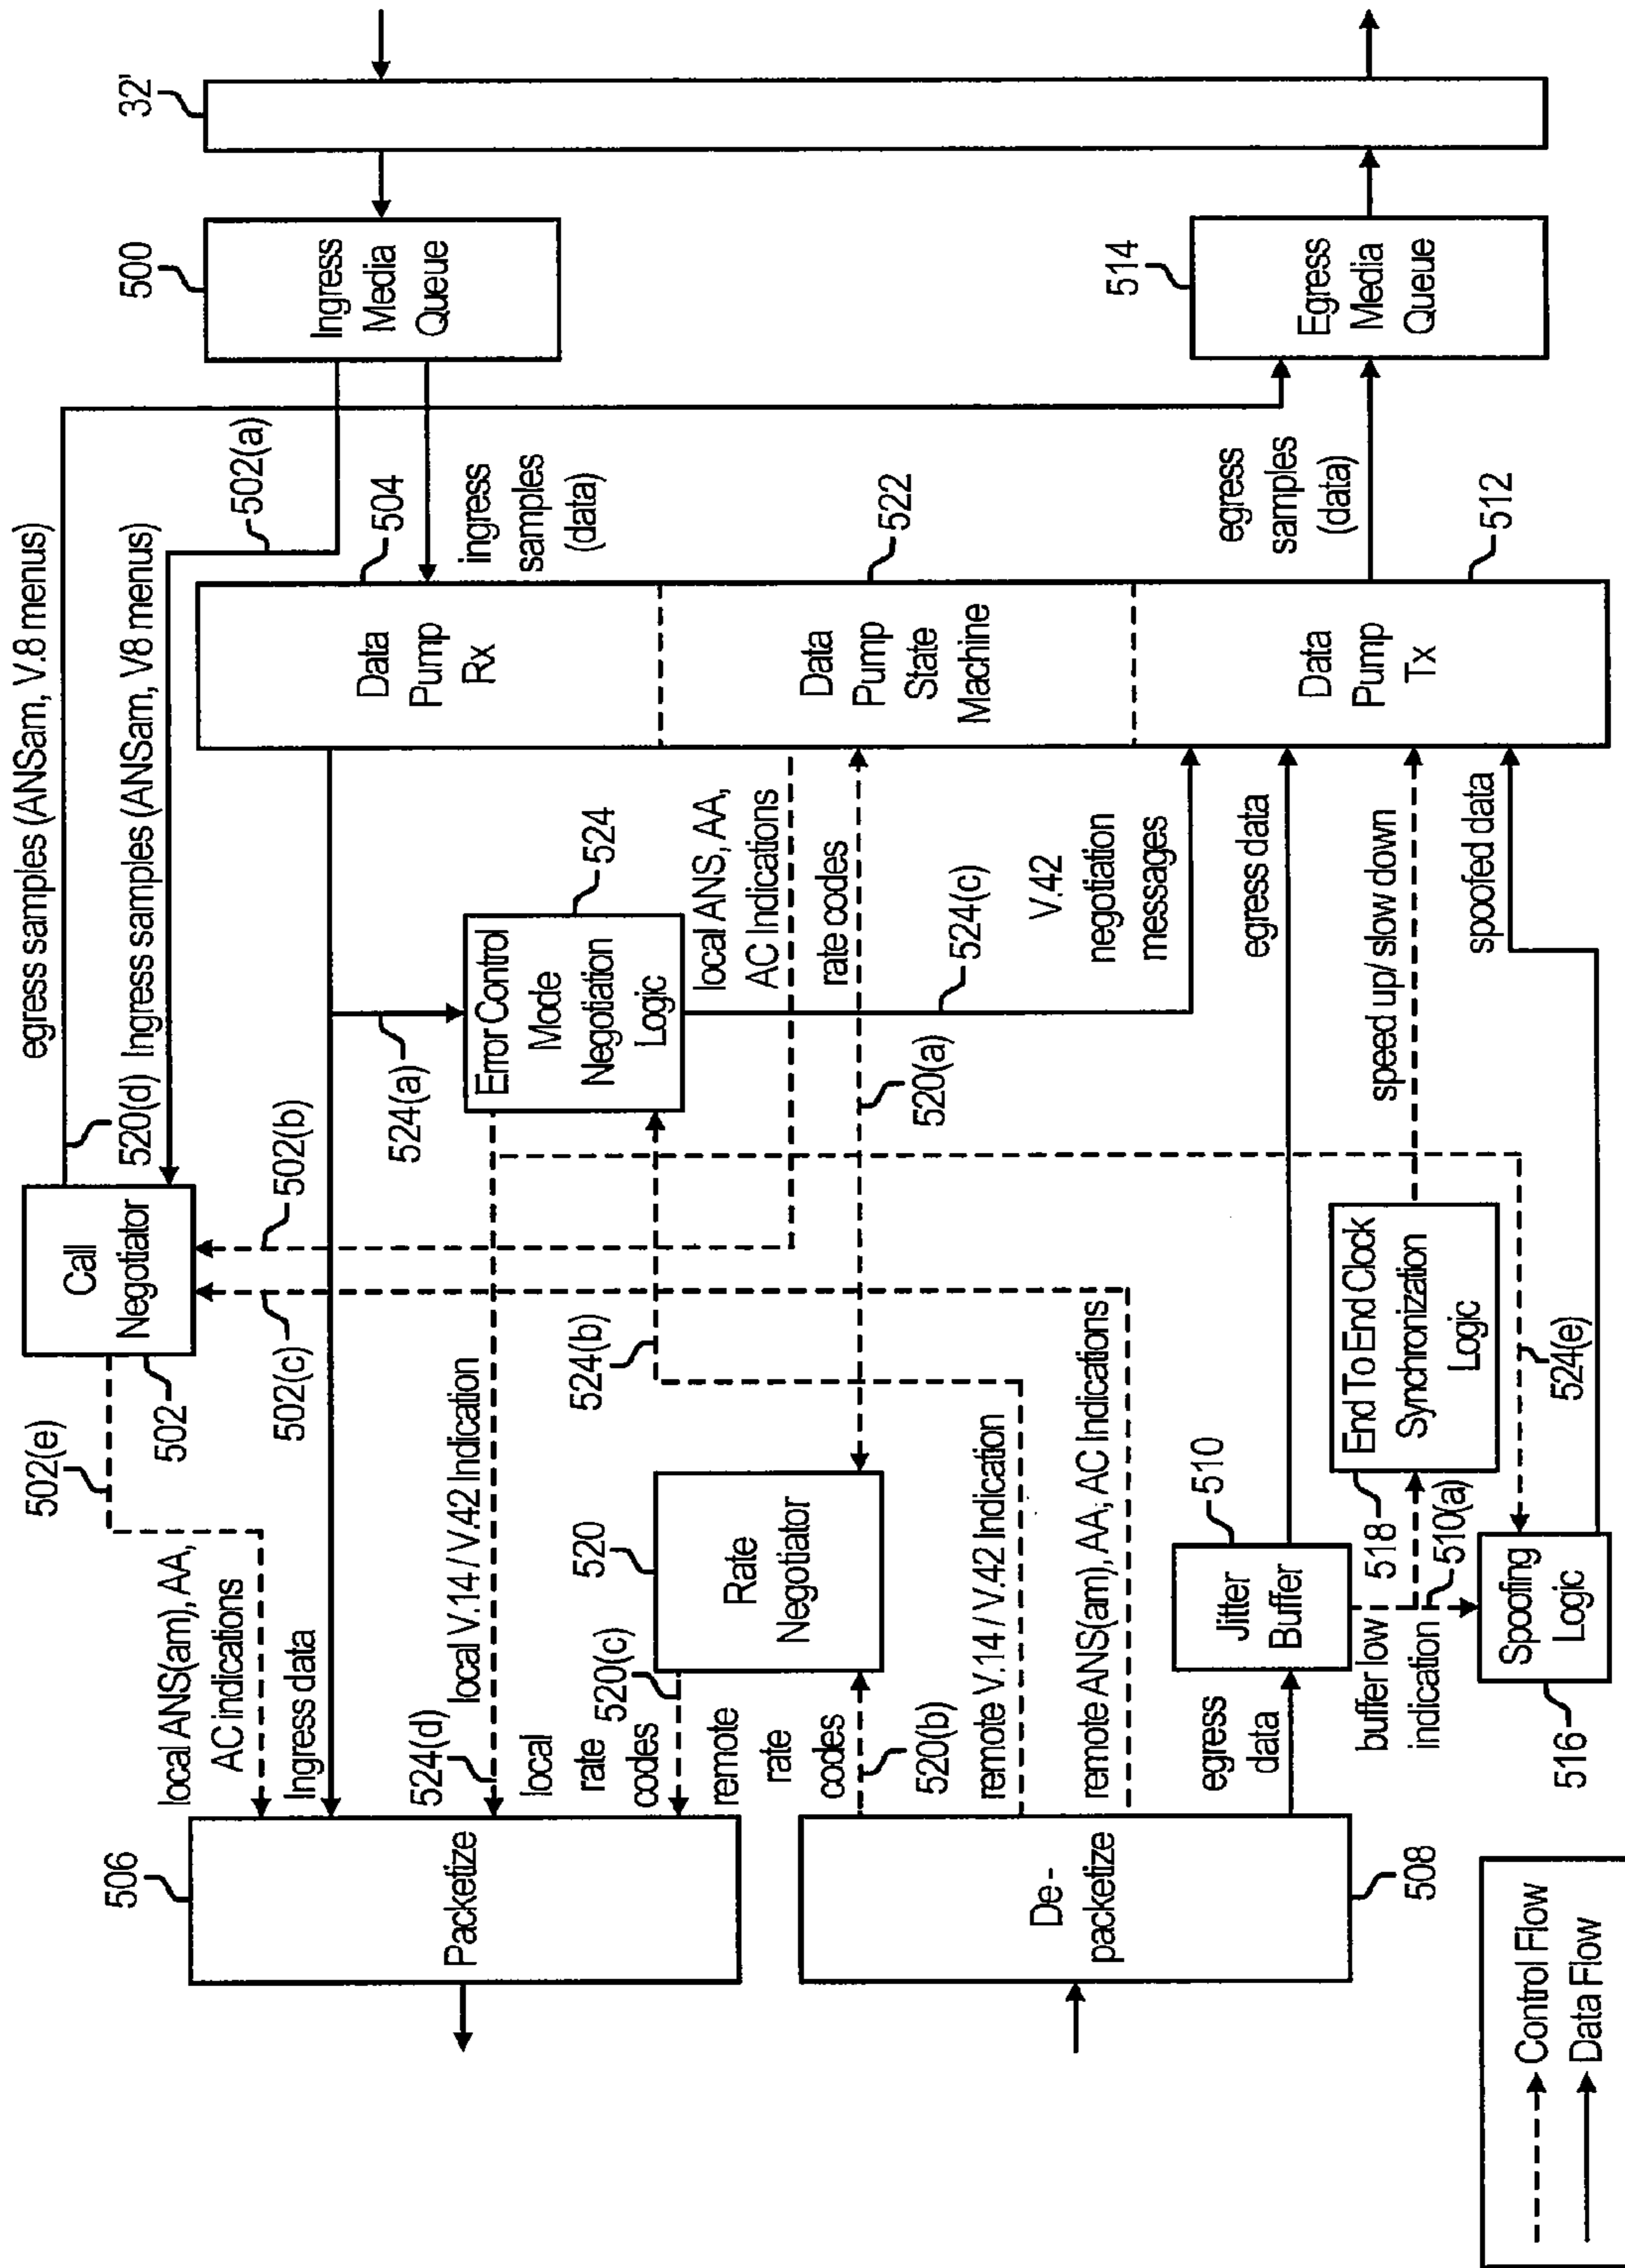 32'
500
Ingress
Media
Queue
514
Egress
Media
Queue
egress samples (ANSam, V.8 menus)
520(d)
Ingress samples (ANSam, V8 menus)
502(a)
504
ingress
samples
(data)
522
egress
samples
(data)
512
Data
Pump
Rx
Data
Pump
State
Machine
Data
Pump
Tx
Call
Negotiator
502
502(b)
502(c)
502(e)
524(a)
Error Control
Mode
Negotiation
Logic
524
local ANS, AA,
AC Indications
rate codes
520(a)
524(c)
V.42
negotiation
messages
egress data
speed up/ slow down
spoofed data
524(b)
local V.14 / V.42 Indication
524(d)
520
Rate
Negotiator
520(c)
local
rate
codes
remote
rate
codes
520(b)
remote V.14 / V.42 Indication
remote ANS(am), AA, AC Indications
local ANS(am), AA,
AC indications
Ingress data
End To End Clock
Synchronization
Logic
518
524(e)
510
Jitter
Buffer
510(a)
buffer low
indication
Spoofing
Logic
516
egress
data
506
Packetize
De -
packetize
508
Control Flow
Data Flow